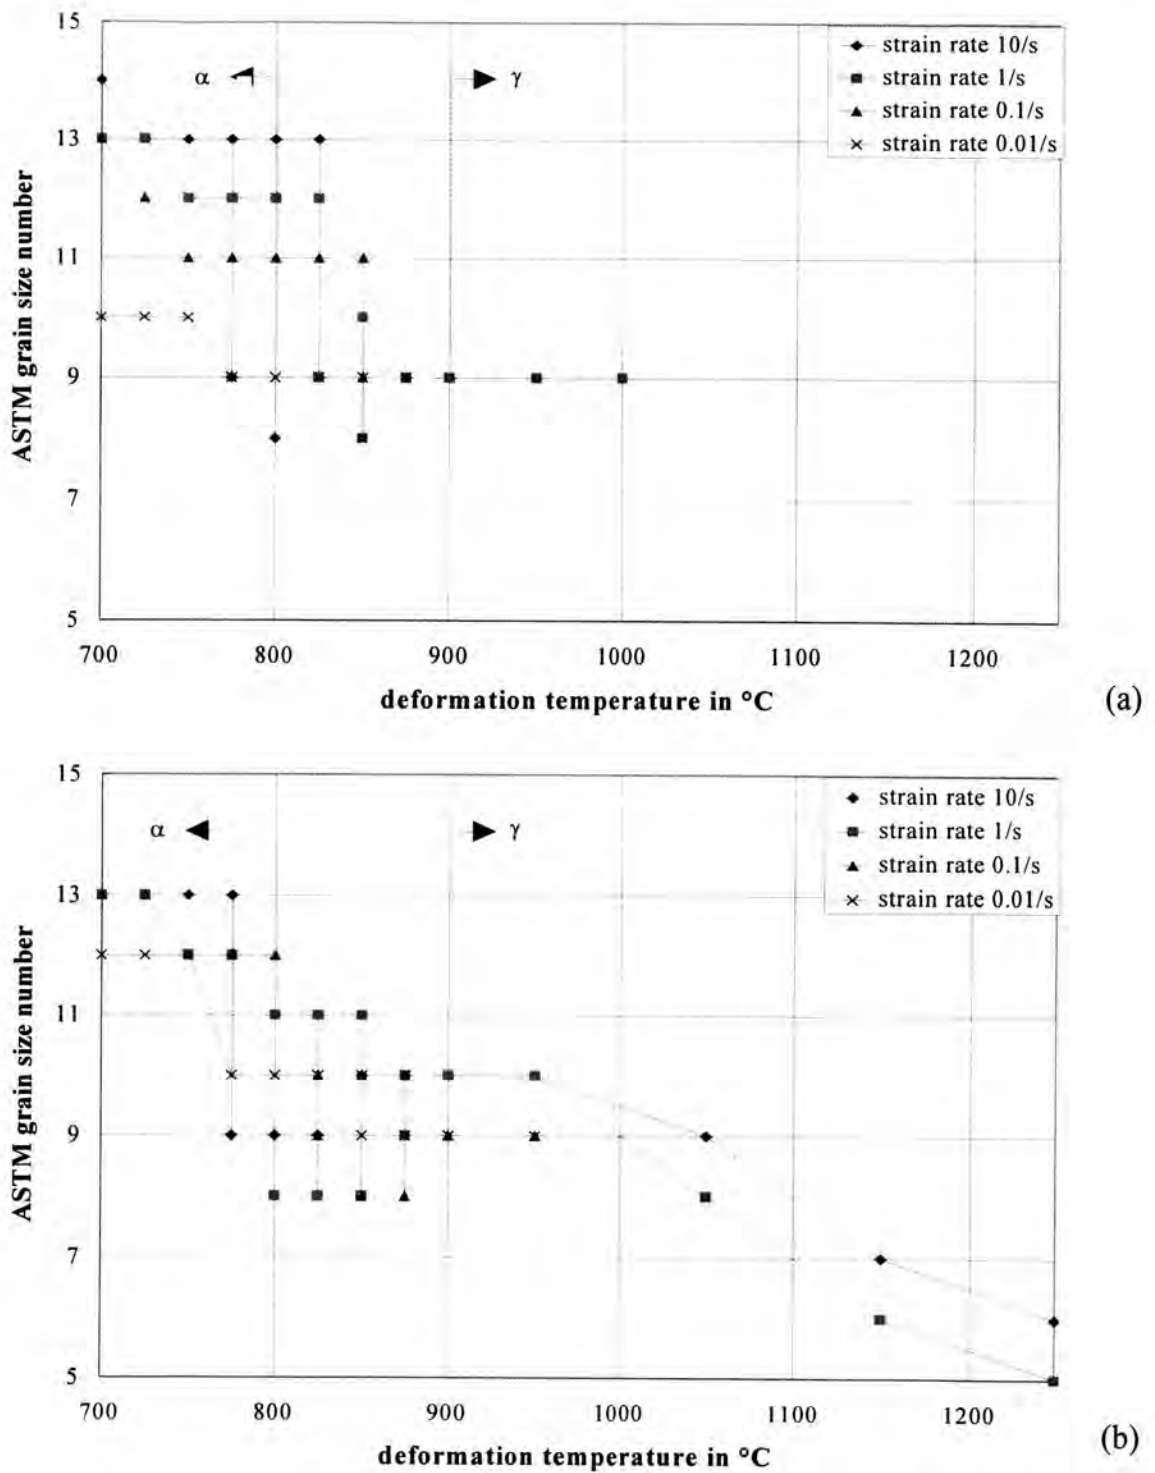 15
13
11
9
7
5
ASTM grain size number
α
γ
strain rate 10/s
strain rate 1/s
strain rate 0.1/s
strain rate 0.01/s
700 800 900 1000 1100 1200
deformation temperature in °C
(a)
15
13
11
9
7
5
ASTM grain size number
α
γ
strain rate 10/s
strain rate 1/s
strain rate 0.1/s
strain rate 0.01/s
700 800 900 1000 1100 1200
deformation temperature in °C
(b)